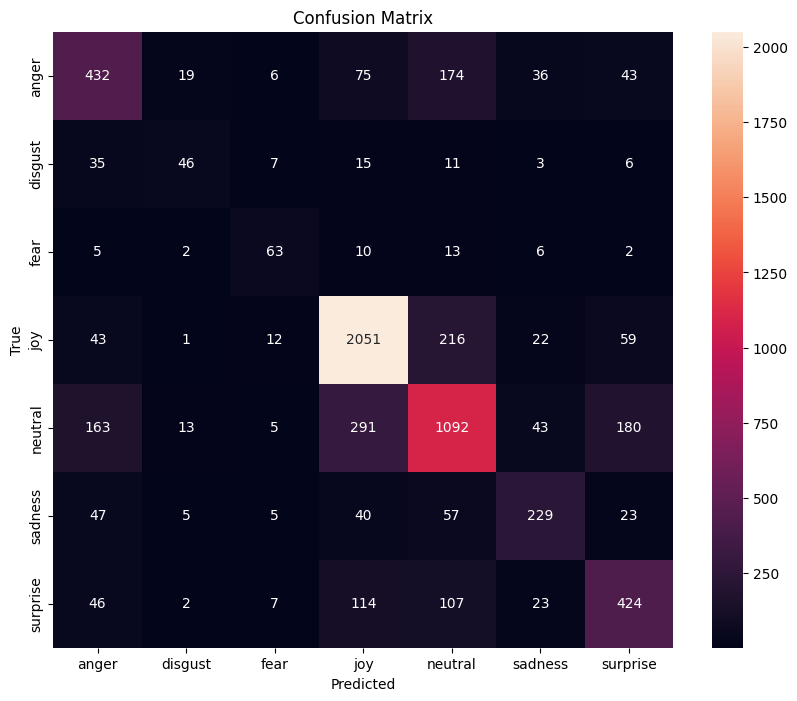 Confusion Matrix
anger 432 19 6 75 174 36 43
disgust 35 46 7 15 11 3 6
fear 5 2 63 10 13 6 2
joy 43 1 12 2051 216 22 59
neutral 163 13 5 291 1092 43 180
sadness 47 5 5 40 57 229 23
surprise 46 2 7 114 107 23 424
True
anger disgust fear joy neutral sadness surprise
Predicted
2000
1750
1500
1250
1000
750
500
250